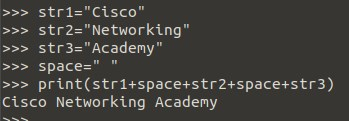 >>> str1="Cisco"
>>> str2="Networking"
>>> str3="Academy"
>>> space=" "
>>> print(str1+space+str2+space+str3)
Cisco Networking Academy
>>>